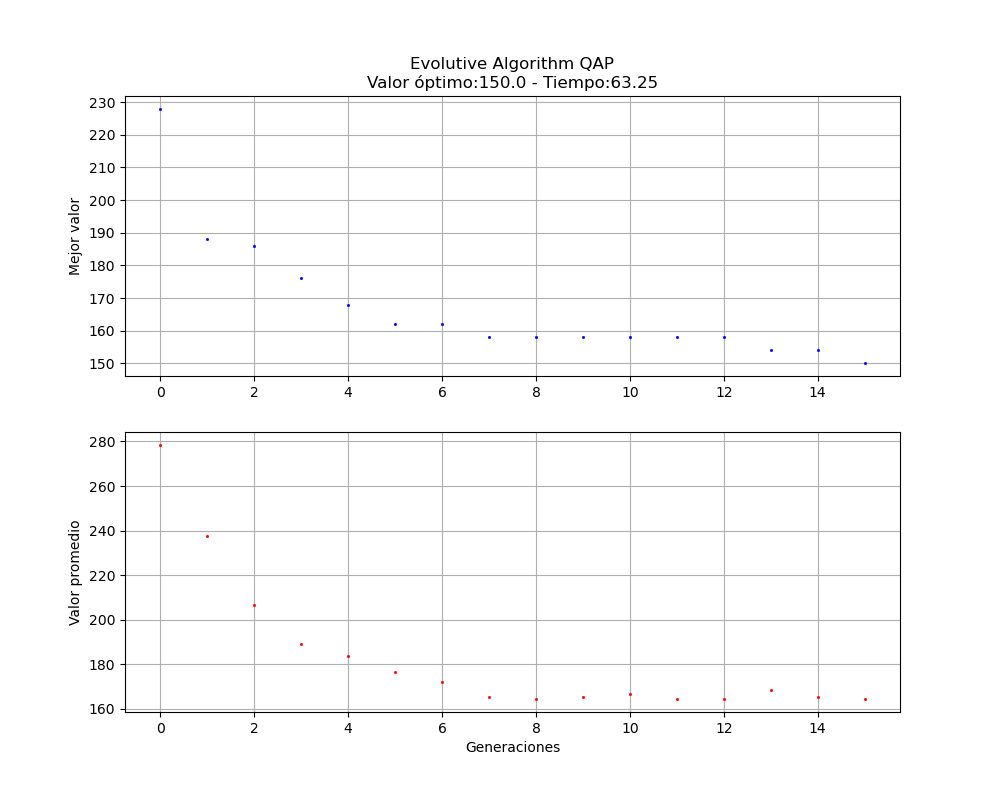 Evolutive Algorithm QAP
Valor óptimo:150.0 - Tiempo:63.25
Mejor valor
230
220
210
200
190
180
170
160
150
0 2 4 6 8 10 12 14
Valor promedio
280
260
240
220
200
180
160
0 2 4 6 8 10 12 14
Generaciones